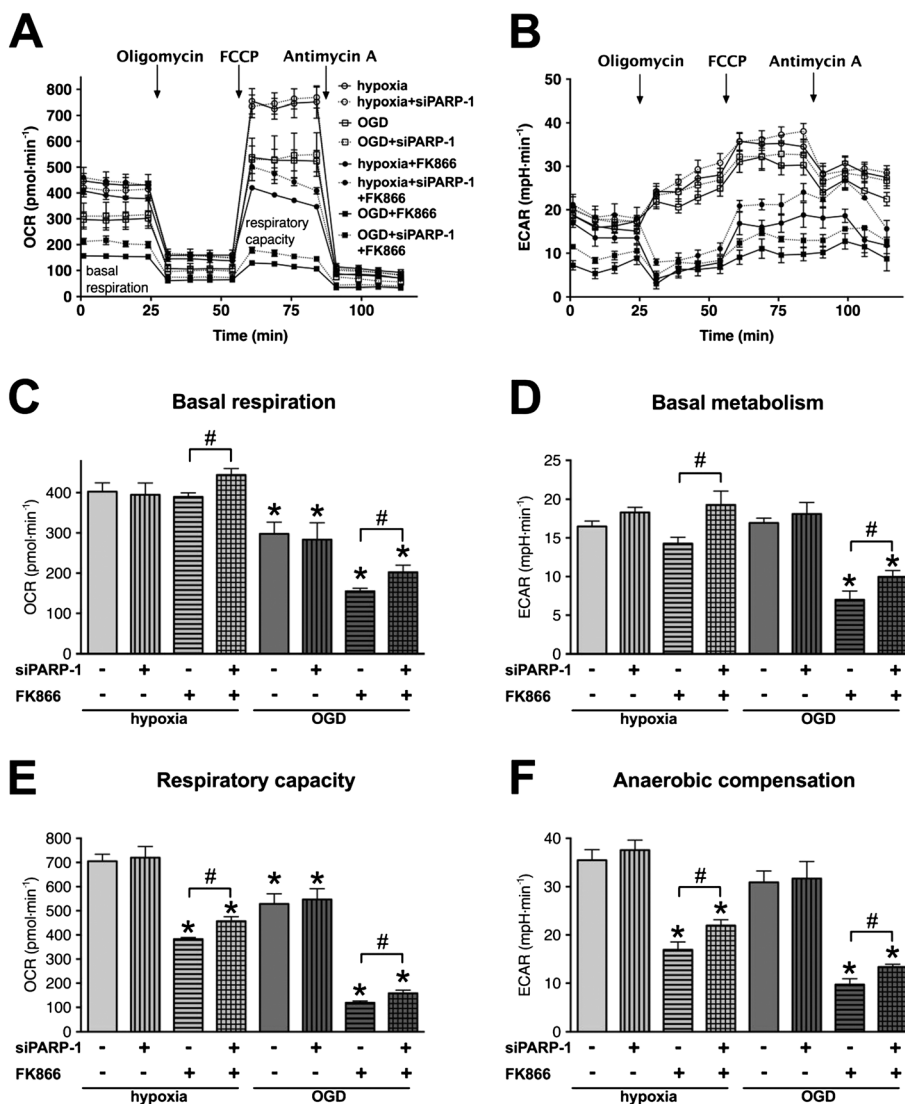 A
Oligomycin FCCP Antimycin A
hypoxia
hypoxia+siPARP-1
OGD
OGD+siPARP-1
hypoxia+FK866
hypoxia+siPARP-1
+FK866
OGD+FK866
OGD+siPARP-1
+FK866
respiratory
capacity
basal
respiration
OCR (pmol·min⁻¹)
800
700
600
500
400
300
200
100
0
0 25 50 75 100
Time (min)
B
Oligomycin FCCP Antimycin A
ECAR (mpH·min⁻¹)
50
40
30
20
10
0
0 25 50 75 100
Time (min)
C
Basal respiration
OCR (pmol·min⁻¹)
400
300
200
100
0
# * * * # *
siPARP-1 - + - + - + - +
FK866 - - + + - - + +
hypoxia OGD
D
Basal metabolism
ECAR (mpH·min⁻¹)
25
20
15
10
5
0
# * # *
siPARP-1 - + - + - + - +
FK866 - - + + - - + +
hypoxia OGD
E
Respiratory capacity
OCR (pmol·min⁻¹)
800
700
600
500
400
300
200
100
0
* # * * * * # *
siPARP-1 - + - + - + - +
FK866 - - + + - - + +
hypoxia OGD
F
Anaerobic compensation
ECAR (mpH·min⁻¹)
40
30
20
10
0
* # * * # *
siPARP-1 - + - + - + - +
FK866 - - + + - - + +
hypoxia OGD